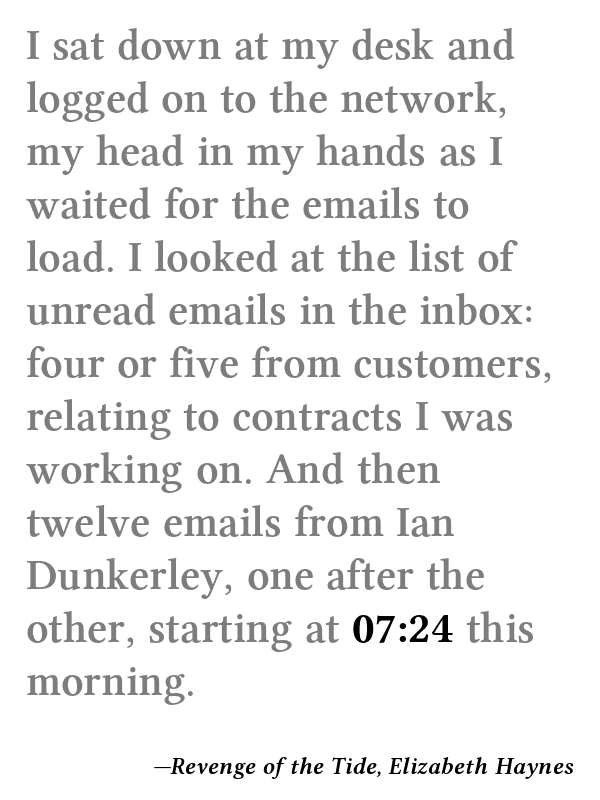 I sat down at my desk and
logged on to the network,
my head in my hands as I
waited for the emails to
load. I looked at the list of
unread emails in the inbox:
four or five from customers,
relating to contracts I was
working on. And then
twelve emails from Ian
Dunkerley, one after the
other, starting at 07:24 this
morning.
—Revenge of the Tide, Elizabeth Haynes